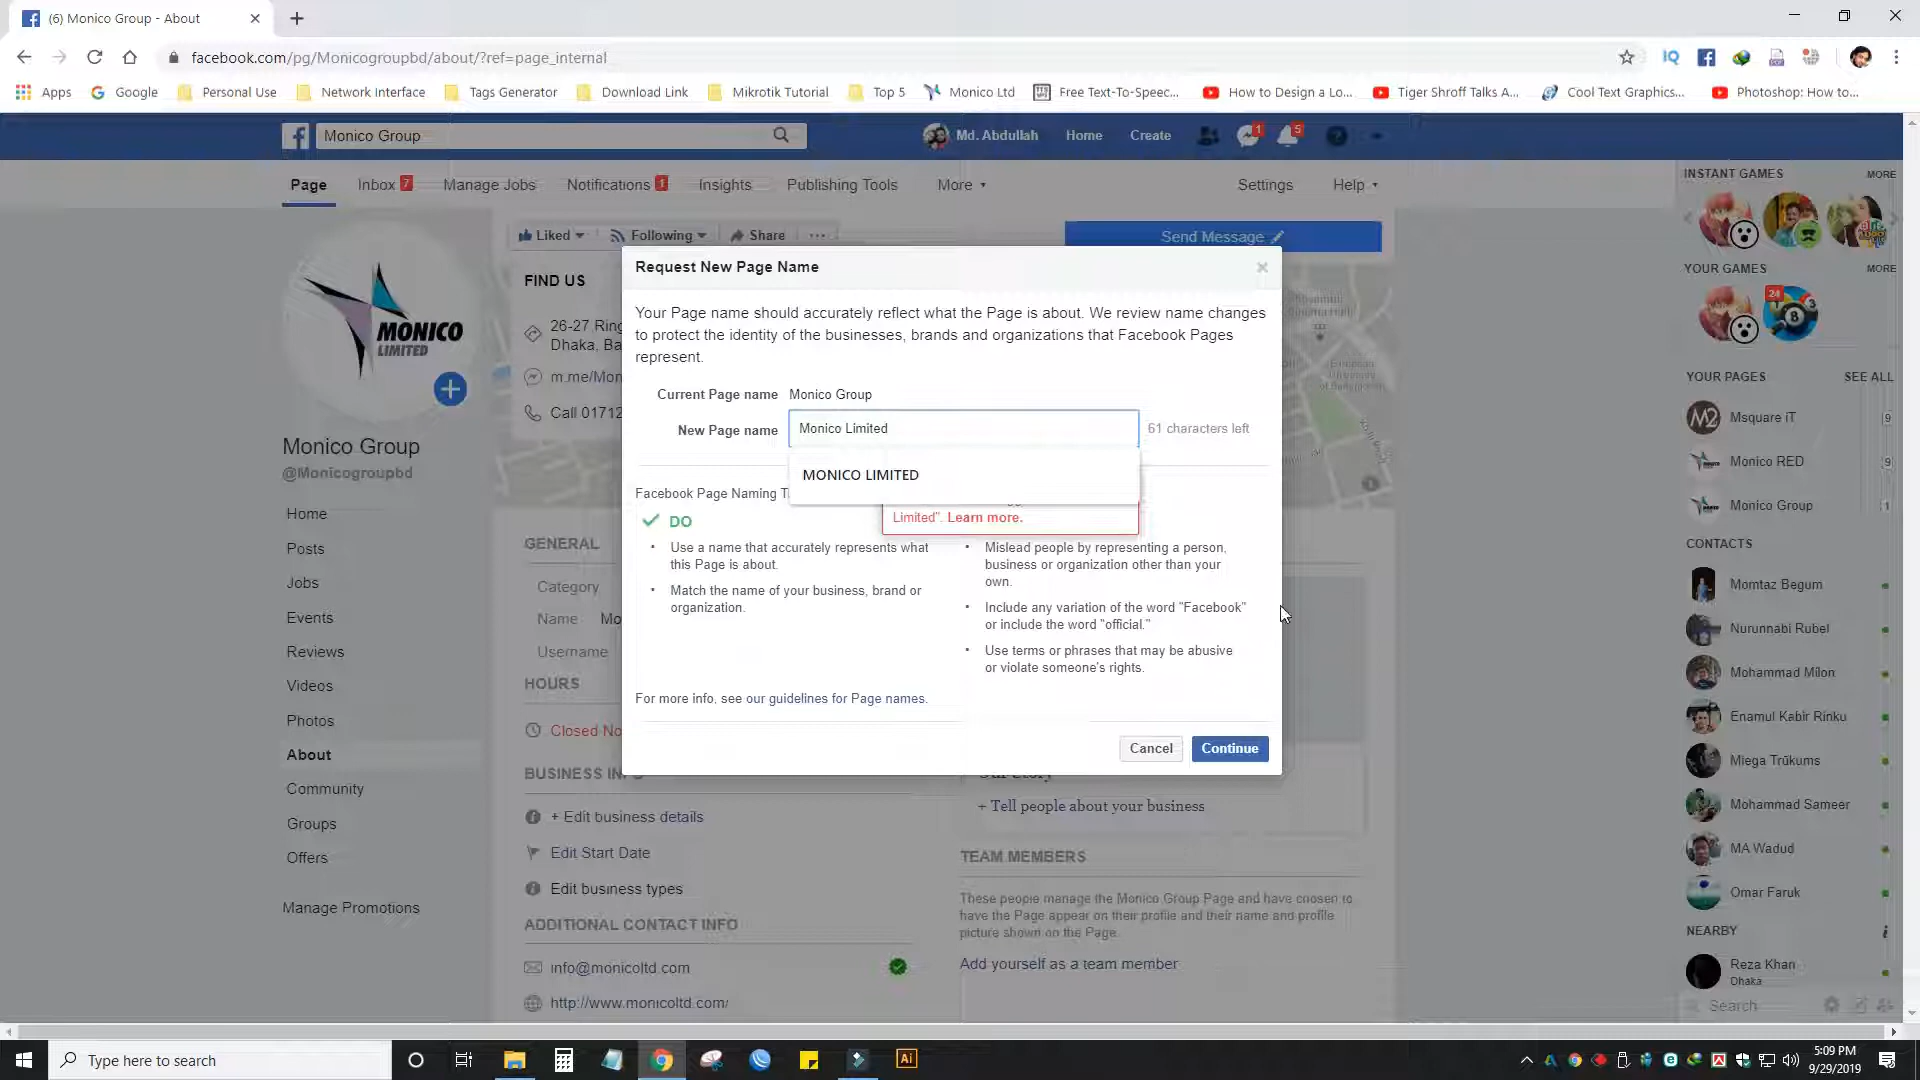 (6) Monico Group - About
facebook.com/pg/Monicogroupbd/about/?ref=page_internal
Apps
Google
Personal Use
Network Interface
Tags Generator
Download Link
Mikrotik Tutorial
Top 5
Monico Ltd
Free Text-To-Speec...
How to Design a Lo...
Tiger Shroff Talks A...
Cool Text Graphics...
Photoshop: How to...
Monico Group
Md. Abdullah
Home
Create
1
5
Page
Inbox 7
Manage Jobs
Notifications 1
Insights
Publishing Tools
More
Settings
Help
MONICO
LIMITED
Monico Group
@Monicogroupbd
Home
Posts
Jobs
Events
Reviews
Videos
Photos
About
Community
Groups
Offers
Manage Promotions
Liked
Following
Share
Send Message
FIND US
26-27 Ring
Dhaka, Ba
m.me/Mon
Call 01712
GENERAL
Category
Name Mo
Username
HOURS
Closed No
BUSINESS INF
+ Edit business details
Edit Start Date
Edit business types
ADDITIONAL CONTACT INFO
info@monicoltd.com
http://www.monicoltd.com/
Request New Page Name
Your Page name should accurately reflect what the Page is about. We review name changes
to protect the identity of the businesses, brands and organizations that Facebook Pages
represent.
Current Page name Monico Group
New Page name Monico Limited 61 characters left
MONICO LIMITED
Facebook Page Naming T
Limited". Learn more.
DO
Use a name that accurately represents what
this Page is about.
Match the name of your business, brand or
organization.
Mislead people by representing a person,
business or organization other than your
own.
Include any variation of the word "Facebook"
or include the word "official."
Use terms or phrases that may be abusive
or violate someone's rights.
For more info, see our guidelines for Page names.
Cancel
Continue
Our Story
+ Tell people about your business
TEAM MEMBERS
These people manage the Monico Group Page and have chosen to
have the Page appear on their profile and their name and profile
picture shown on the Page.
Add yourself as a team member
INSTANT GAMES
MORE
YOUR GAMES
MORE
24
YOUR PAGES
SEE ALL
Msquare iT 9
Monico RED 9
Monico Group 1
CONTACTS
Momtaz Begum
Nurunnabi Rubel
Mohammad Milon
Enamul Kabir Rinku
Miega Trūkums
Mohammad Sameer
MA Wadud
Omar Faruk
NEARBY
Reza Khan
Dhaka
Search
Type here to search
5:09 PM
9/29/2019